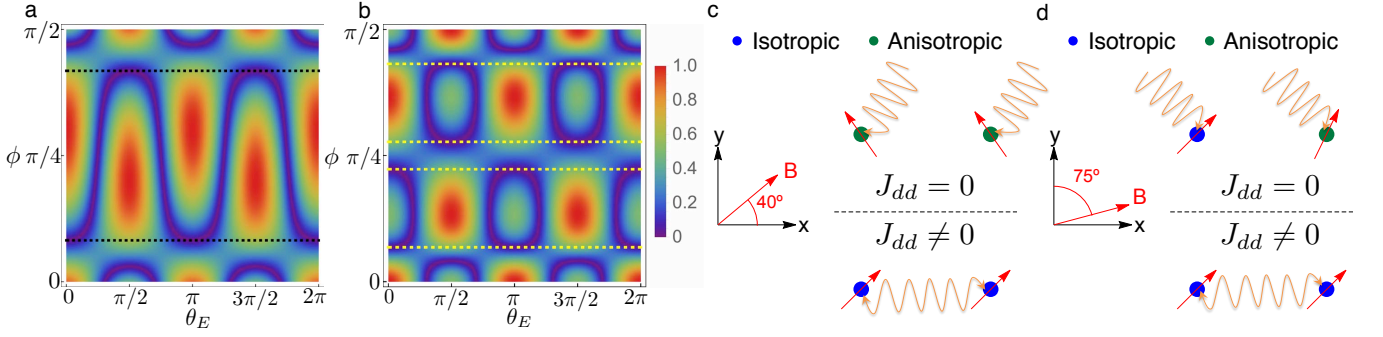 a
π/2
ϕ π/4
0
0 π/2 π 3π/2 2π
θ_E
b
π/2
ϕ π/4
0
0 π/2 π 3π/2 2π
θ_E
1.0
0.8
0.6
0.4
0.2
0
c
Isotropic Anisotropic
y
B
40º
x
J_dd = 0
J_dd ≠ 0
d
Isotropic Anisotropic
y
75º
B
x
J_dd = 0
J_dd ≠ 0